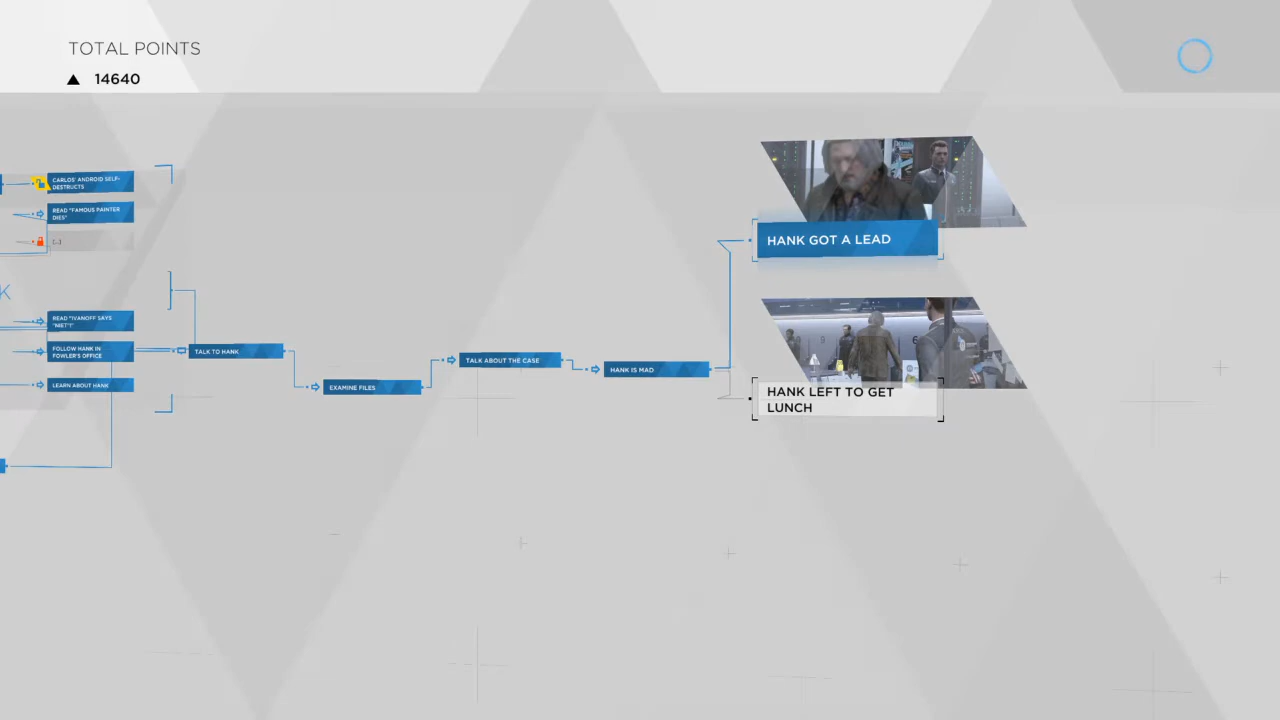 TOTAL POINTS
14640
CARLOS' ANDROID SELF-
DESTRUCTS
READ "FAMOUS PAINTER
DIES"
[...]
K
READ "IVANOFF SAYS
"NIET"!"
FOLLOW HANK IN
FOWLER'S OFFICE
LEARN ABOUT HANK
TALK TO HANK
EXAMINE FILES
TALK ABOUT THE CASE
HANK IS MAD
HANK GOT A LEAD
HANK LEFT TO GET
LUNCH